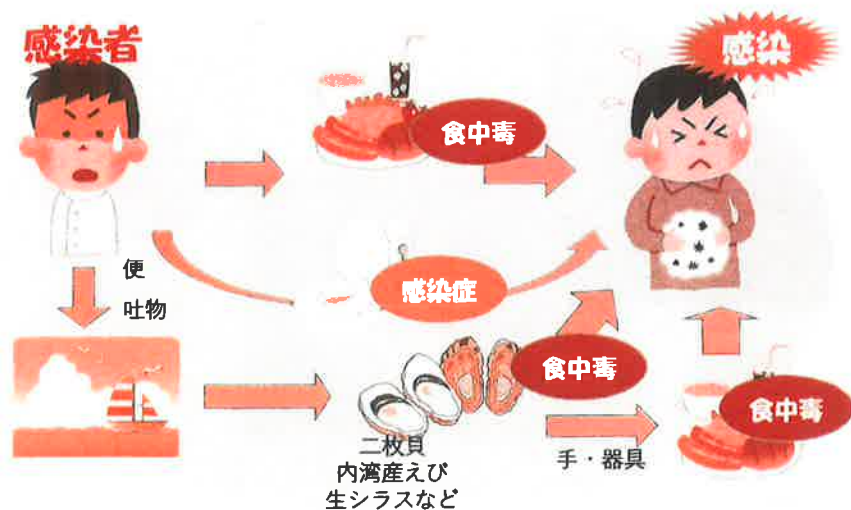 感染者
感染
食中毒
便
吐物
感染症
食中毒
二枚貝
内湾産えび
生シラスなど
手・器具
食中毒